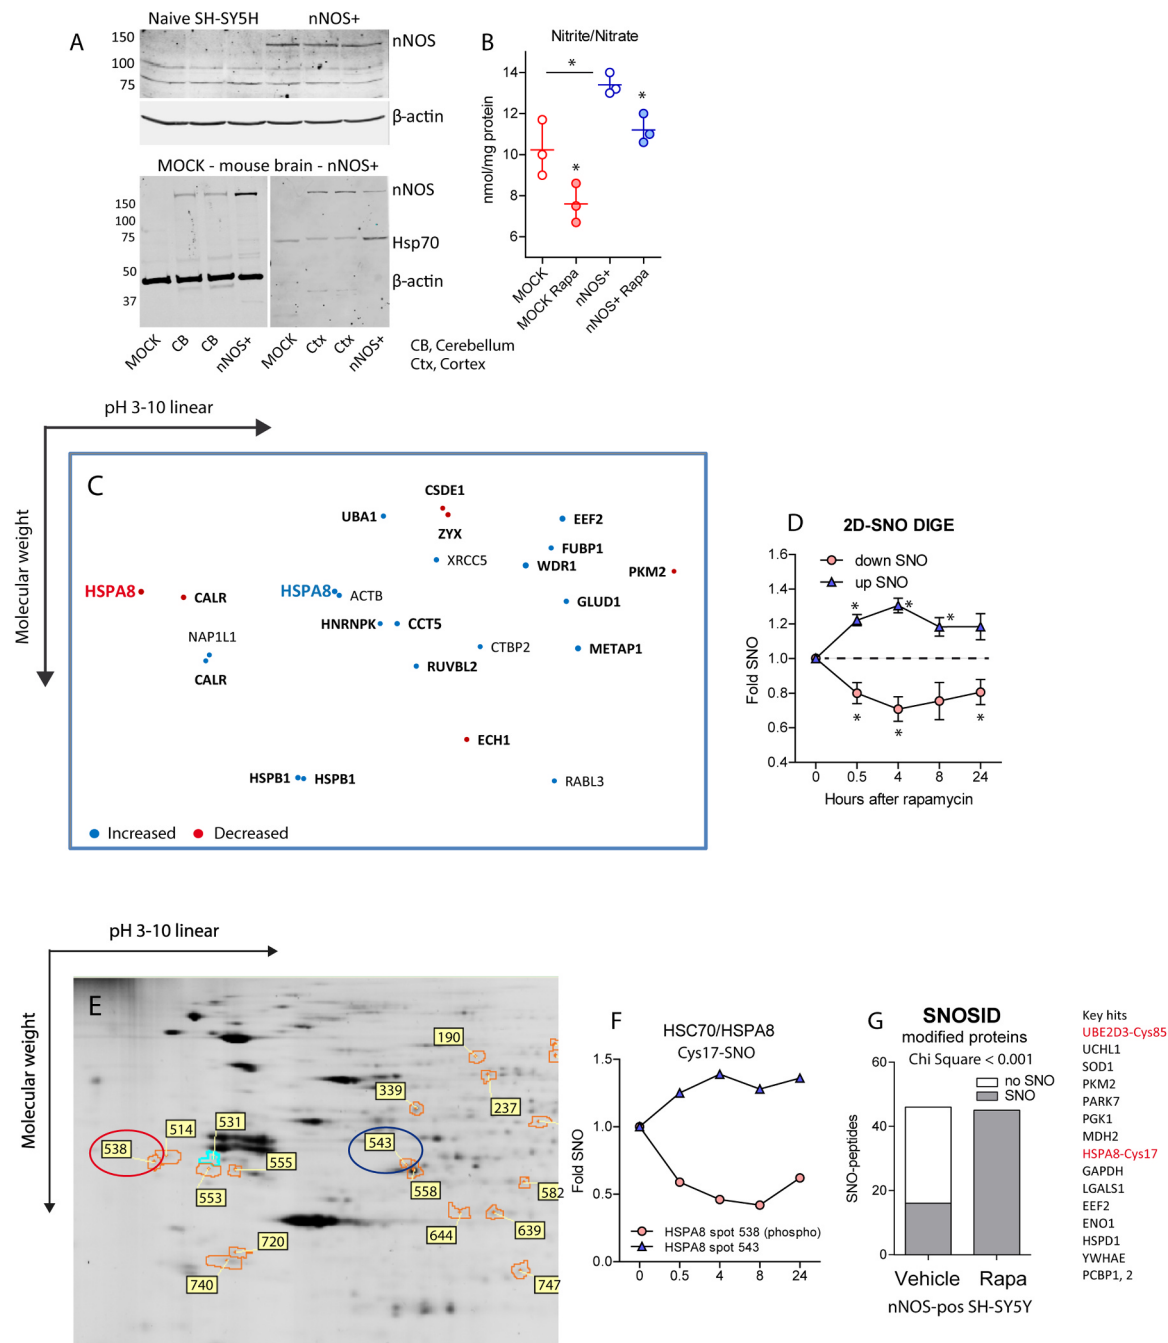 A
Naive SH-SY5H
nNOS+
150
100
75
nNOS
β-actin
MOCK - mouse brain - nNOS+
150
100
75
50
37
nNOS
Hsp70
β-actin
MOCK
CB
CB
nNOS+
MOCK
Ctx
Ctx
nNOS+
CB, Cerebellum
Ctx, Cortex
B
Nitrite/Nitrate
nmol/mg protein
14
12
10
8
6
*
*
*
MOCK
MOCK Rapa
nNOS+
nNOS+ Rapa
pH 3-10 linear
Molecular weight
C
CSDE1
UBA1
ZYX
EEF2
XRCC5
FUBP1
WDR1
PKM2
HSPA8
CALR
HSPA8
ACTB
GLUD1
NAP1L1
HNRNPK
CCT5
CTBP2
METAP1
CALR
RUVBL2
ECH1
HSPB1
HSPB1
RABL3
Increased
Decreased
D
2D-SNO DIGE
down SNO
up SNO
Fold SNO
1.6
1.4
1.2
1.0
0.8
0.6
0.4
*
*
*
*
*
*
0
0.5
4
8
24
Hours after rapamycin
pH 3-10 linear
Molecular weight
E
190
339
237
514
531
538
543
555
553
558
582
644
639
720
740
747
F
HSC70/HSPA8
Cys17-SNO
Fold SNO
1.5
1.0
0.5
0.0
HSPA8 spot 538 (phospho)
HSPA8 spot 543
0
0.5
4
8
24
G
SNOSID
modified proteins
Chi Square < 0.001
no SNO
SNO
SNO-peptides
60
40
20
0
Vehicle
Rapa
nNOS-pos SH-SY5Y
Key hits
UBE2D3-Cys85
UCHL1
SOD1
PKM2
PARK7
PGK1
MDH2
HSPA8-Cys17
GAPDH
LGALS1
EEF2
ENO1
HSPD1
YWHAE
PCBP1, 2